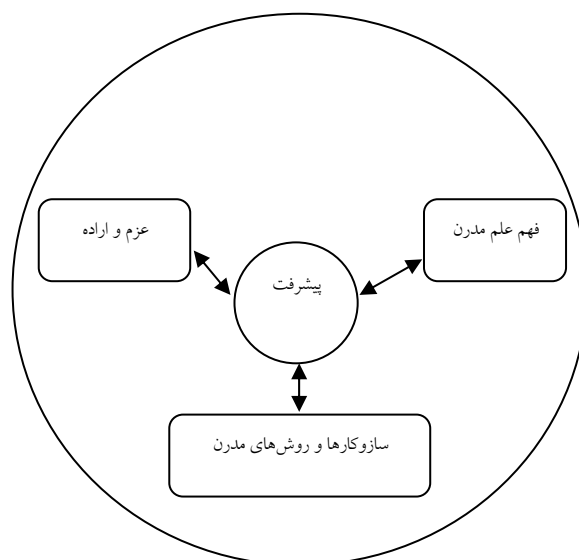 فهم علم مدرن
عزم و اراده
پیشرفت
سازوکارها و روش‌های مدرن